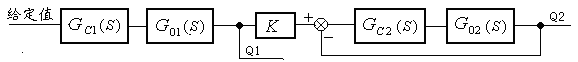 给定值
G_{C1}(S)
G_{01}(S)
Q1
K
+
−
G_{C2}(S)
G_{02}(S)
Q2